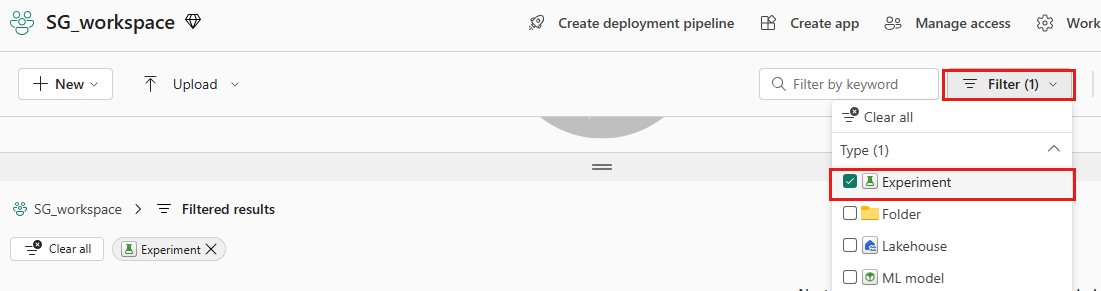 SG_workspace
Create deployment pipeline
Create app
Manage access
Work
New
Upload
Filter by keyword
Filter (1)
Clear all
Type (1)
Experiment
SG_workspace > Filtered results
Folder
Clear all
Experiment
Lakehouse
ML model